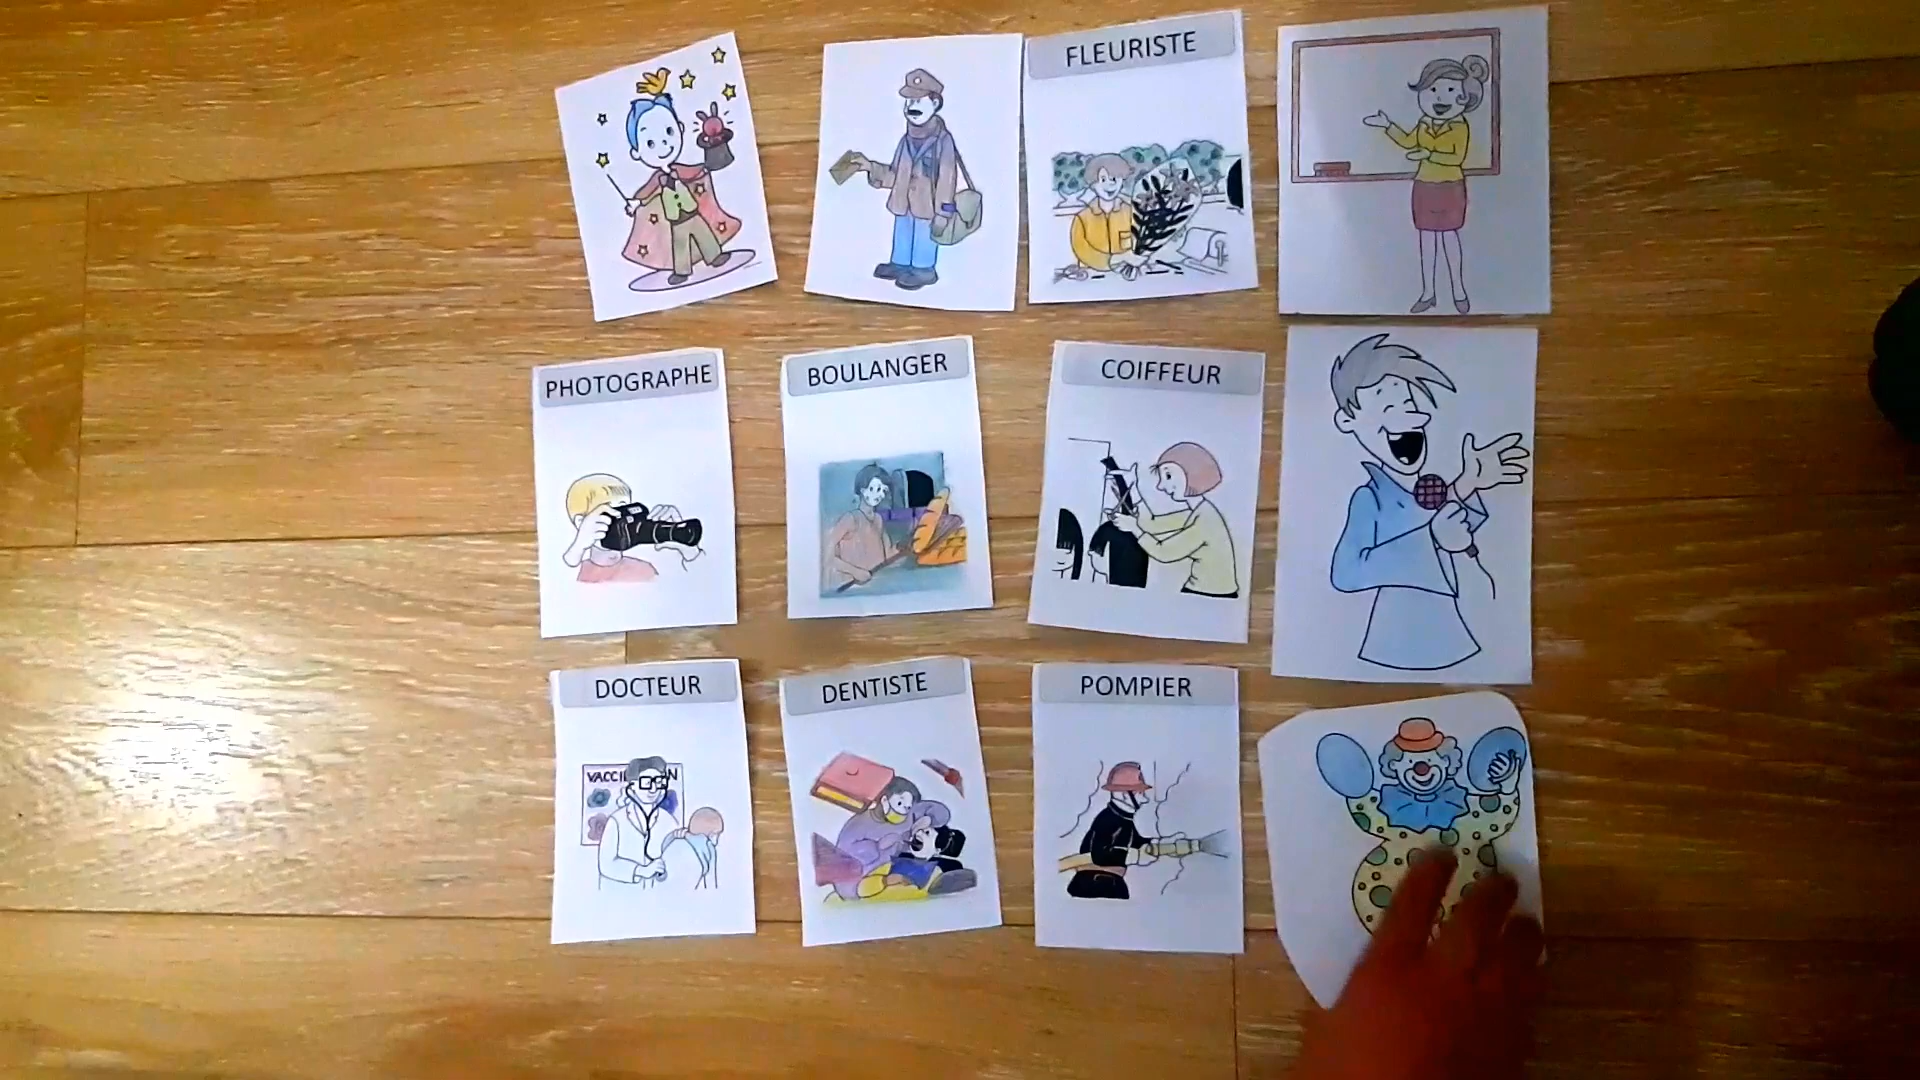 FLEURISTE
PHOTOGRAPHE
BOULANGER
COIFFEUR
DOCTEUR
DENTISTE
POMPIER